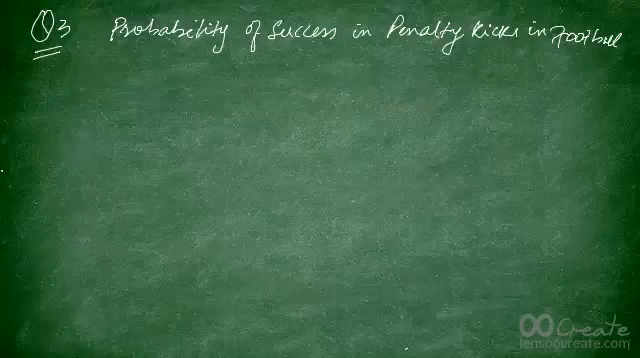 Q3 Probability of Success in Penalty Kicks in Football
Create
lensoocreate.com